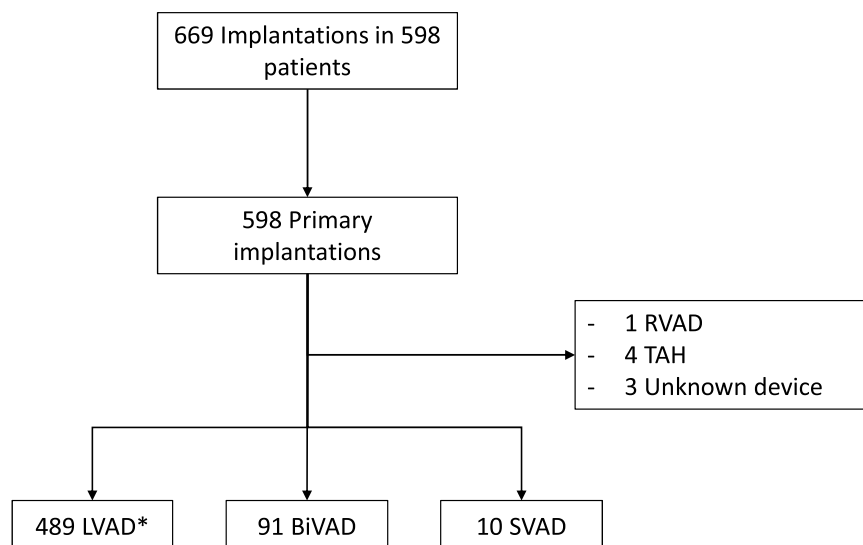 669 Implantations in 598
patients
598 Primary
implantations
- 1 RVAD
- 4 TAH
- 3 Unknown device
489 LVAD*
91 BiVAD
10 SVAD